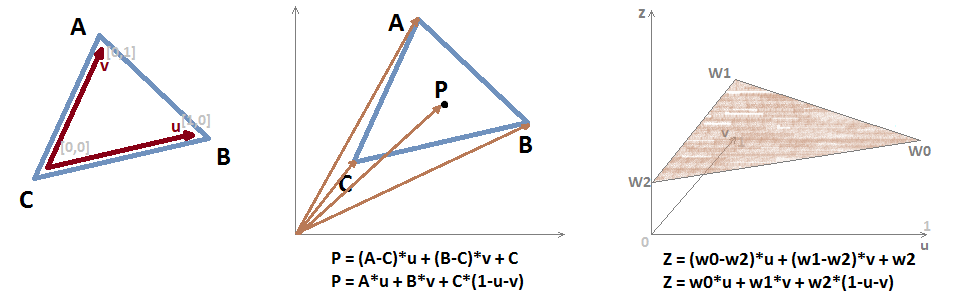 A
[0,1]
v
u
[1,0]
[0,0]
B
C
A
P
B
C
P = (A-C)*u + (B-C)*v + C
P = A*u + B*v + C*(1-u-v)
Z
W1
v
1
W0
W2
0
1
u
Z = (w0-w2)*u + (w1-w2)*v + w2
Z = w0*u + w1*v + w2*(1-u-v)